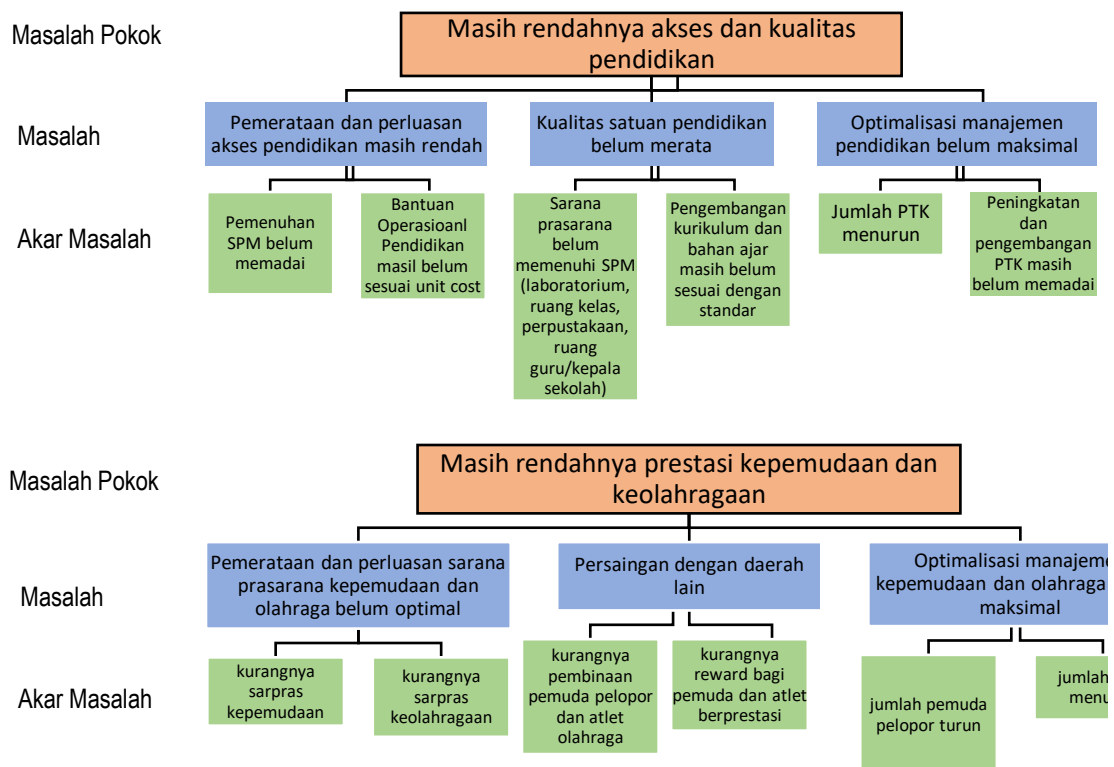 Masalah Pokok
Masih rendahnya akses dan kualitas
pendidikan
Masalah
Pemerataan dan perluasan
akses pendidikan masih rendah
Kualitas satuan pendidikan
belum merata
Optimalisasi manajemen
pendidikan belum maksimal
Akar Masalah
Pemenuhan
SPM belum
memadai
Bantuan
Operasioanl
Pendidikan
masil belum
sesuai unit cost
Sarana
prasarana
belum
memenuhi SPM
(laboratorium,
ruang kelas,
perpustakaan,
ruang
guru/kepala
sekolah)
Pengembangan
kurikulum dan
bahan ajar
masih belum
sesuai dengan
standar
Jumlah PTK
menurun
Peningkatan
dan
pengembangan
PTK masih
belum memadai
Masalah Pokok
Masih rendahnya prestasi kepemudaan dan
keolahragaan
Masalah
Pemerataan dan perluasan sarana
prasarana kepemudaan dan
olahraga belum optimal
Persaingan dengan daerah
lain
Optimalisasi manajeme
kepemudaan dan olahraga
maksimal
Akar Masalah
kurangnya
sarpras
kepemudaan
kurangnya
sarpras
keolahragaan
kurangnya
pembinaan
pemuda pelopor
dan atlet
olahraga
kurangnya
reward bagi
pemuda dan atlet
berprestasi
jumlah pemuda
pelopor turun
jumlah
menu